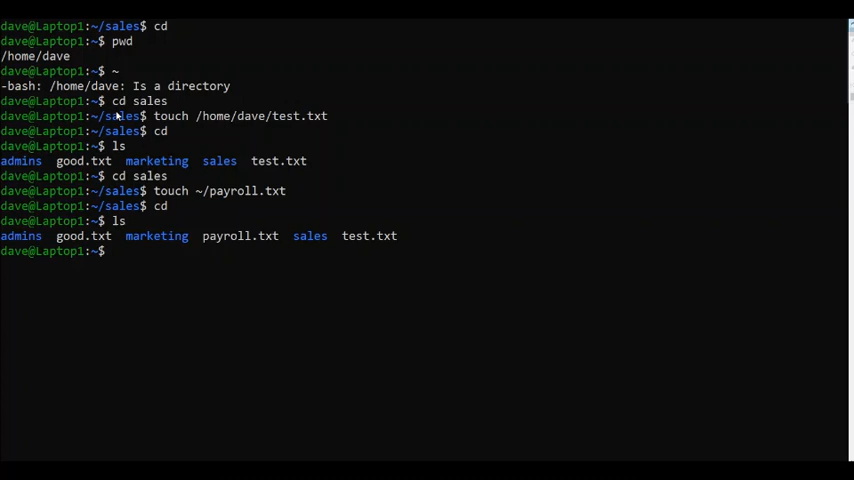 dave@Laptop1:~/sales$ cd
dave@Laptop1:~$ pwd
/home/dave
dave@Laptop1:~$ ~
-bash: /home/dave: Is a directory
dave@Laptop1:~$ cd sales
dave@Laptop1:~/sales$ touch /home/dave/test.txt
dave@Laptop1:~/sales$ cd
dave@Laptop1:~$ ls
admins  good.txt  marketing  sales  test.txt
dave@Laptop1:~$ cd sales
dave@Laptop1:~/sales$ touch ~/payroll.txt
dave@Laptop1:~/sales$ cd
dave@Laptop1:~$ ls
admins  good.txt  marketing  payroll.txt  sales  test.txt
dave@Laptop1:~$